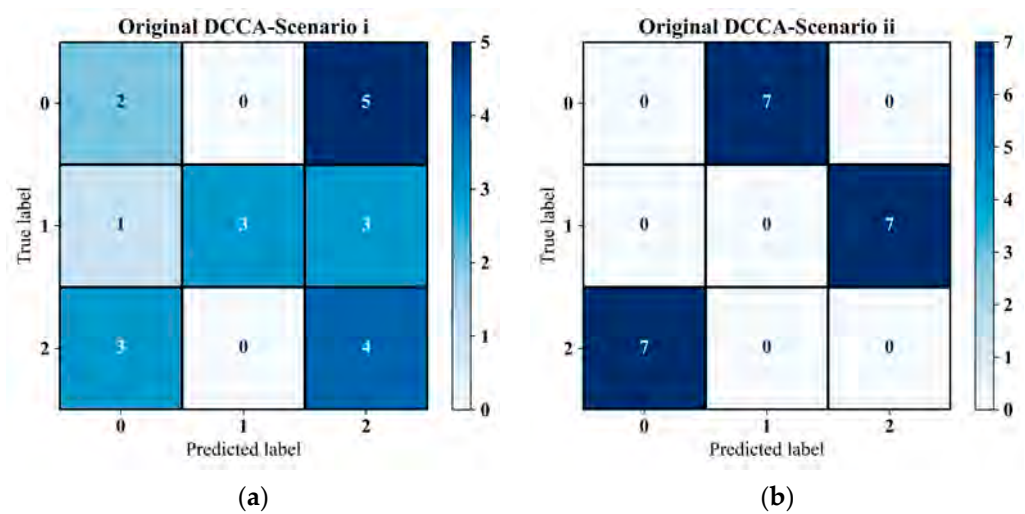 Original DCCA-Scenario i
0 2 0 5
1 1 3 3
2 3 0 4
0 1 2
True label
Predicted label
5
4
3
2
1
0
(a)
Original DCCA-Scenario ii
0 0 7 0
1 0 0 7
2 7 0 0
0 1 2
True label
Predicted label
7
6
5
4
3
2
1
0
(b)